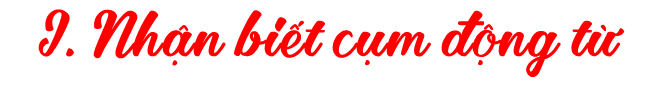 I. Nhận biết cụm động từ